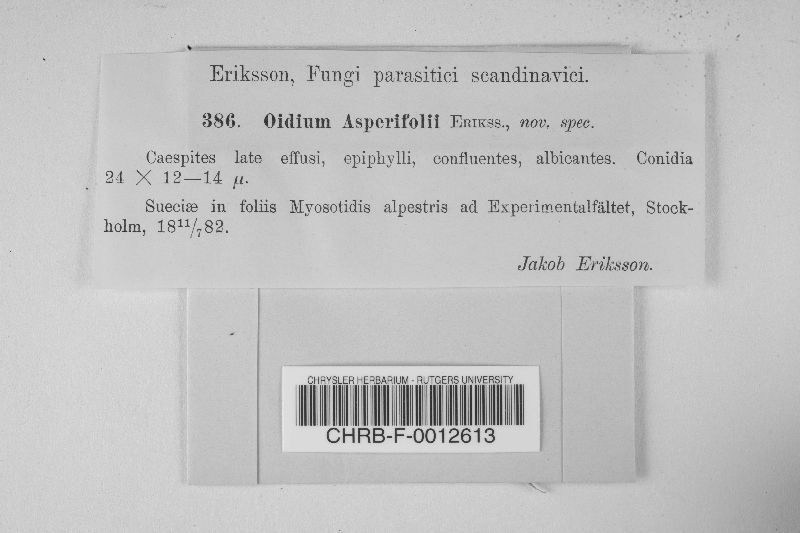 Eriksson, Fungi parasitici scandinavici.
386. Oidium Asperifolii Erikss., nov. spec.
Caespites late effusi, epiphylli, confluentes, albicantes. Conidia
24 × 12—14 μ.
Sueciæ in foliis Myosotidis alpestris ad Experimentalfältet, Stock-
holm, 18¹¹/₇82.
Jakob Eriksson.
CHRYSLER HERBARIUM - RUTGERS UNIVERSITY
CHRB-F-0012613